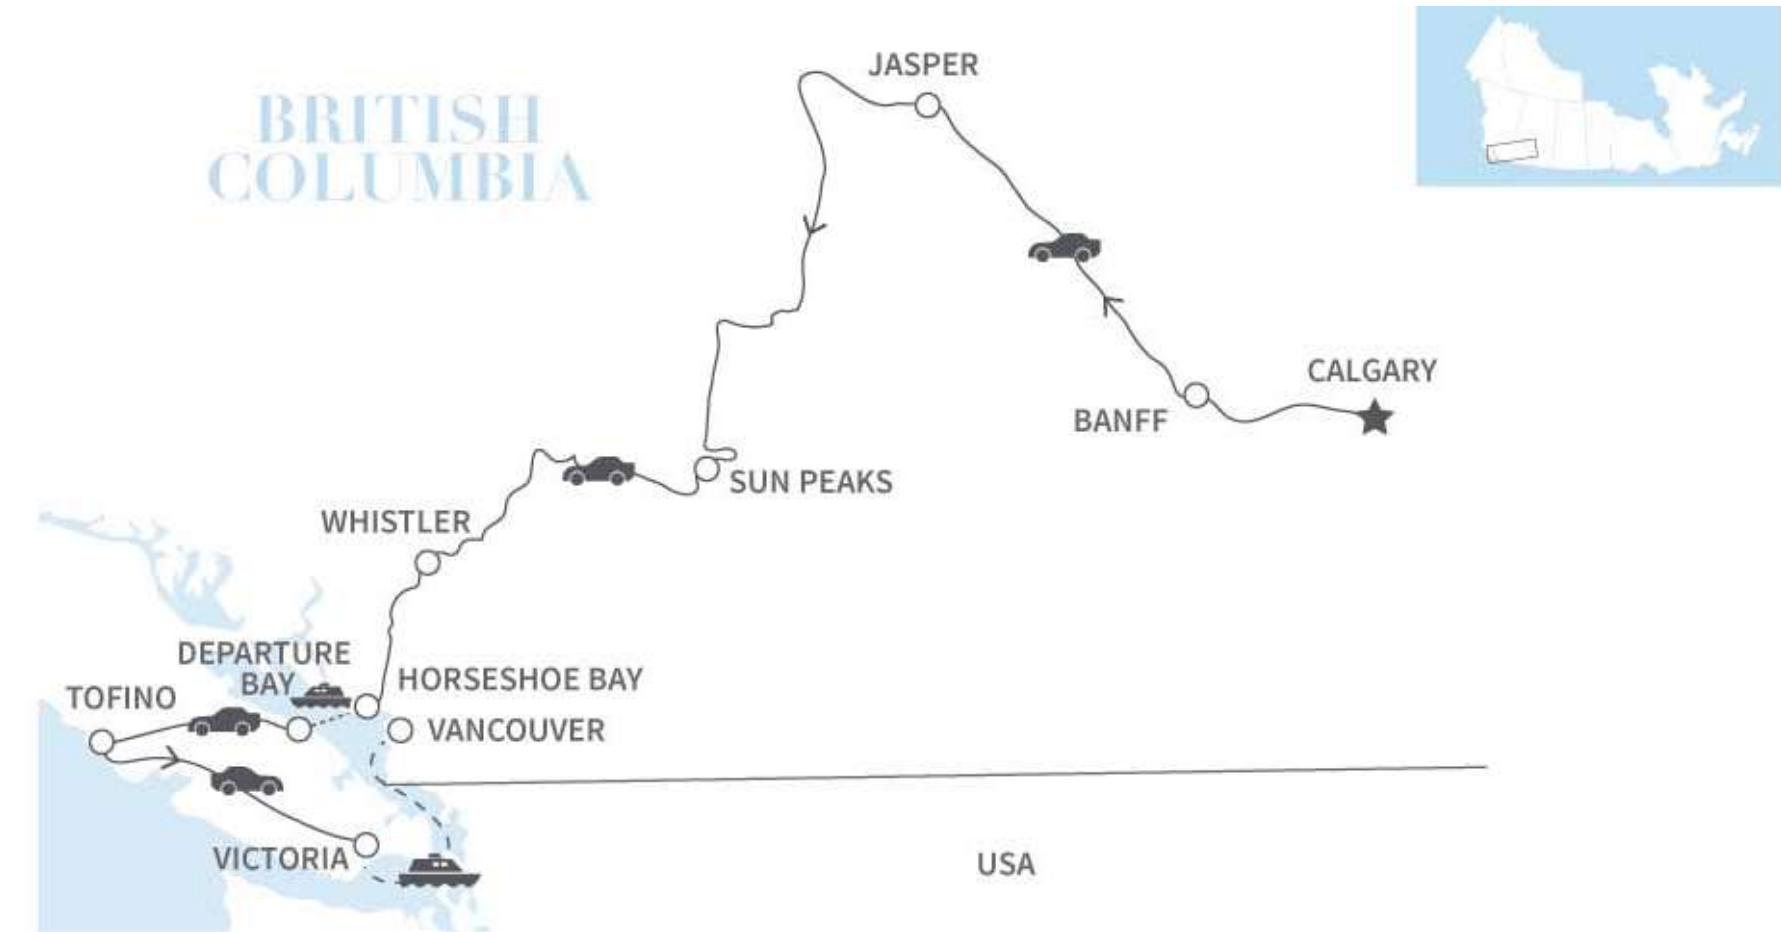 JASPER
BRITISH
COLUMBIA
CALGARY
BANFF
SUN PEAKS
WHISTLER
DEPARTURE
BAY
HORSESHOE BAY
TOFINO
VANCOUVER
VICTORIA
USA